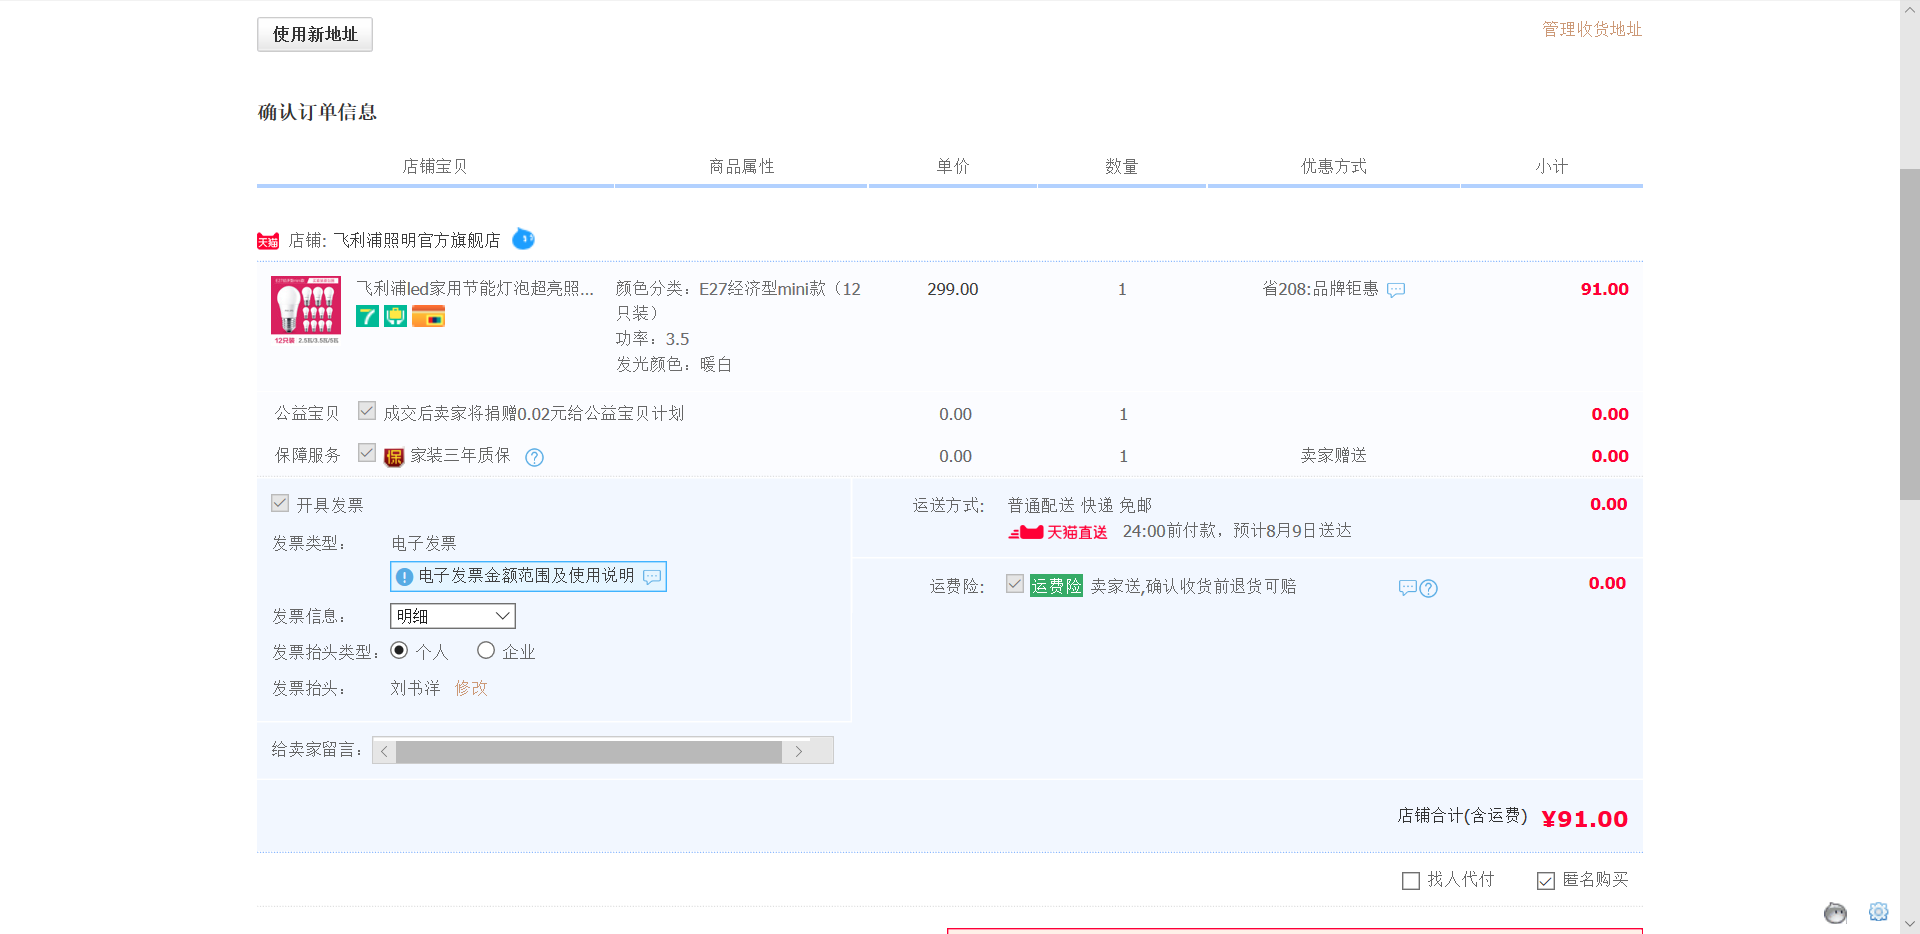 使用新地址
管理收货地址
确认订单信息
店铺宝贝 商品属性 单价 数量 优惠方式 小计
天猫 店铺: 飞利浦照明官方旗舰店
飞利浦led家用节能灯泡超亮照... 颜色分类：E27经济型mini款（12 299.00 1 省208:品牌钜惠 91.00
只装）
7
功率：3.5
12只装 2.5瓦/3.5瓦/5瓦
发光颜色：暖白
公益宝贝 成交后卖家将捐赠0.02元给公益宝贝计划 0.00 1 0.00
保障服务 保 家装三年质保 ? 0.00 1 卖家赠送 0.00
开具发票
发票类型： 电子发票
! 电子发票金额范围及使用说明
发票信息： 明细
发票抬头类型： 个人 企业
发票抬头： 刘书洋 修改
运送方式: 普通配送 快递 免邮 0.00
天猫直送 24:00前付款，预计8月9日送达
运费险: 运费险 卖家送,确认收货前退货可赔 ? 0.00
给卖家留言：
店铺合计(含运费) ¥91.00
找人代付 匿名购买